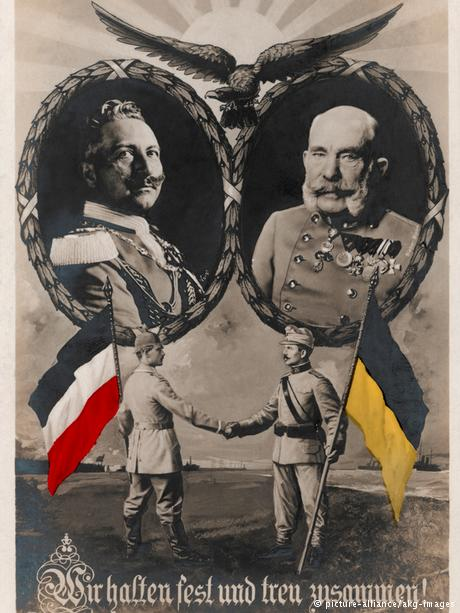 Wir halten fest und treu zusammen!
© picture-alliance/akg-images